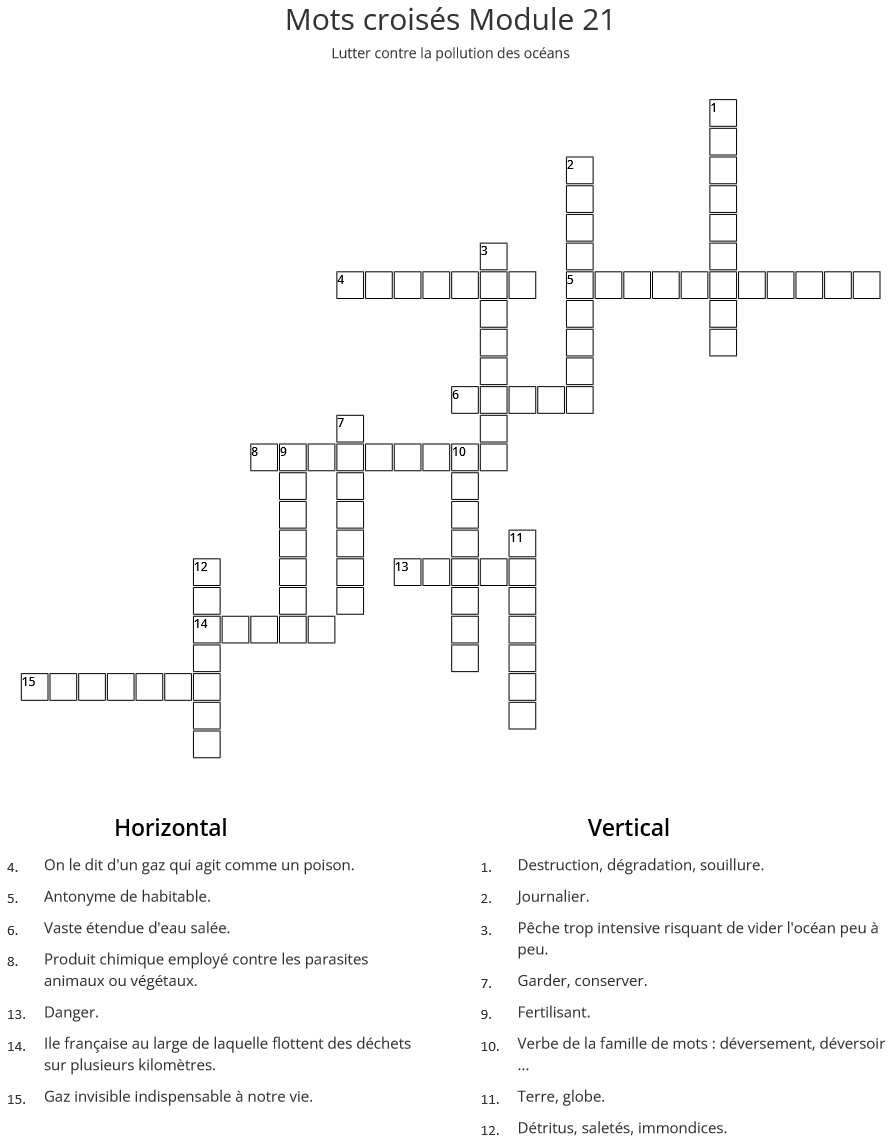 Mots croisés Module 21
Lutter contre la pollution des océans
1
2
3
4
5
6
7
8
9
10
11
12
13
14
15
Horizontal
4. On le dit d'un gaz qui agit comme un poison.
5. Antonyme de habitable.
6. Vaste étendue d'eau salée.
8. Produit chimique employé contre les parasites
animaux ou végétaux.
13. Danger.
14. Ile française au large de laquelle flottent des déchets
sur plusieurs kilomètres.
15. Gaz invisible indispensable à notre vie.
Vertical
1. Destruction, dégradation, souillure.
2. Journalier.
3. Pêche trop intensive risquant de vider l'océan peu à
peu.
7. Garder, conserver.
9. Fertilisant.
10. Verbe de la famille de mots : déversement, déversoir
...
11. Terre, globe.
12. Détritus, saletés, immondices.